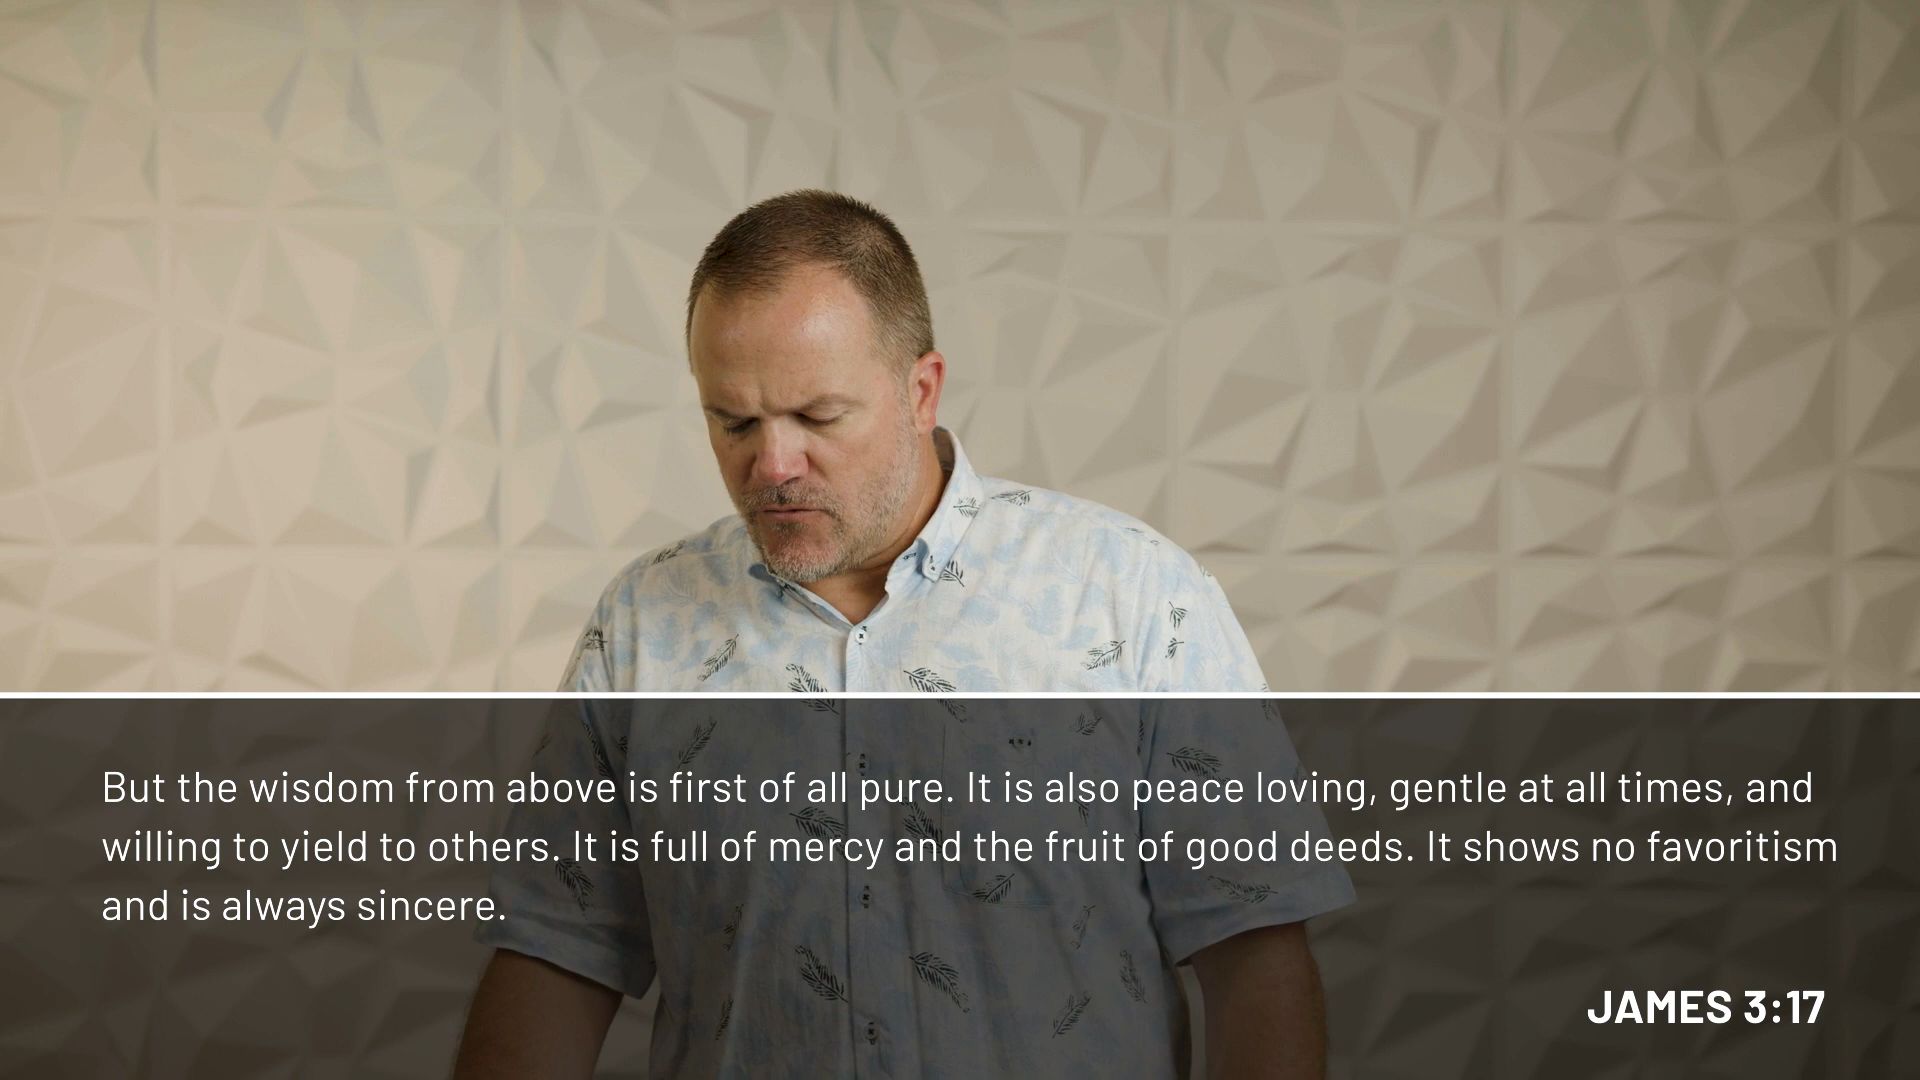 But the wisdom from above is first of all pure. It is also peace loving, gentle at all times, and
willing to yield to others. It is full of mercy and the fruit of good deeds. It shows no favoritism
and is always sincere.
JAMES 3:17